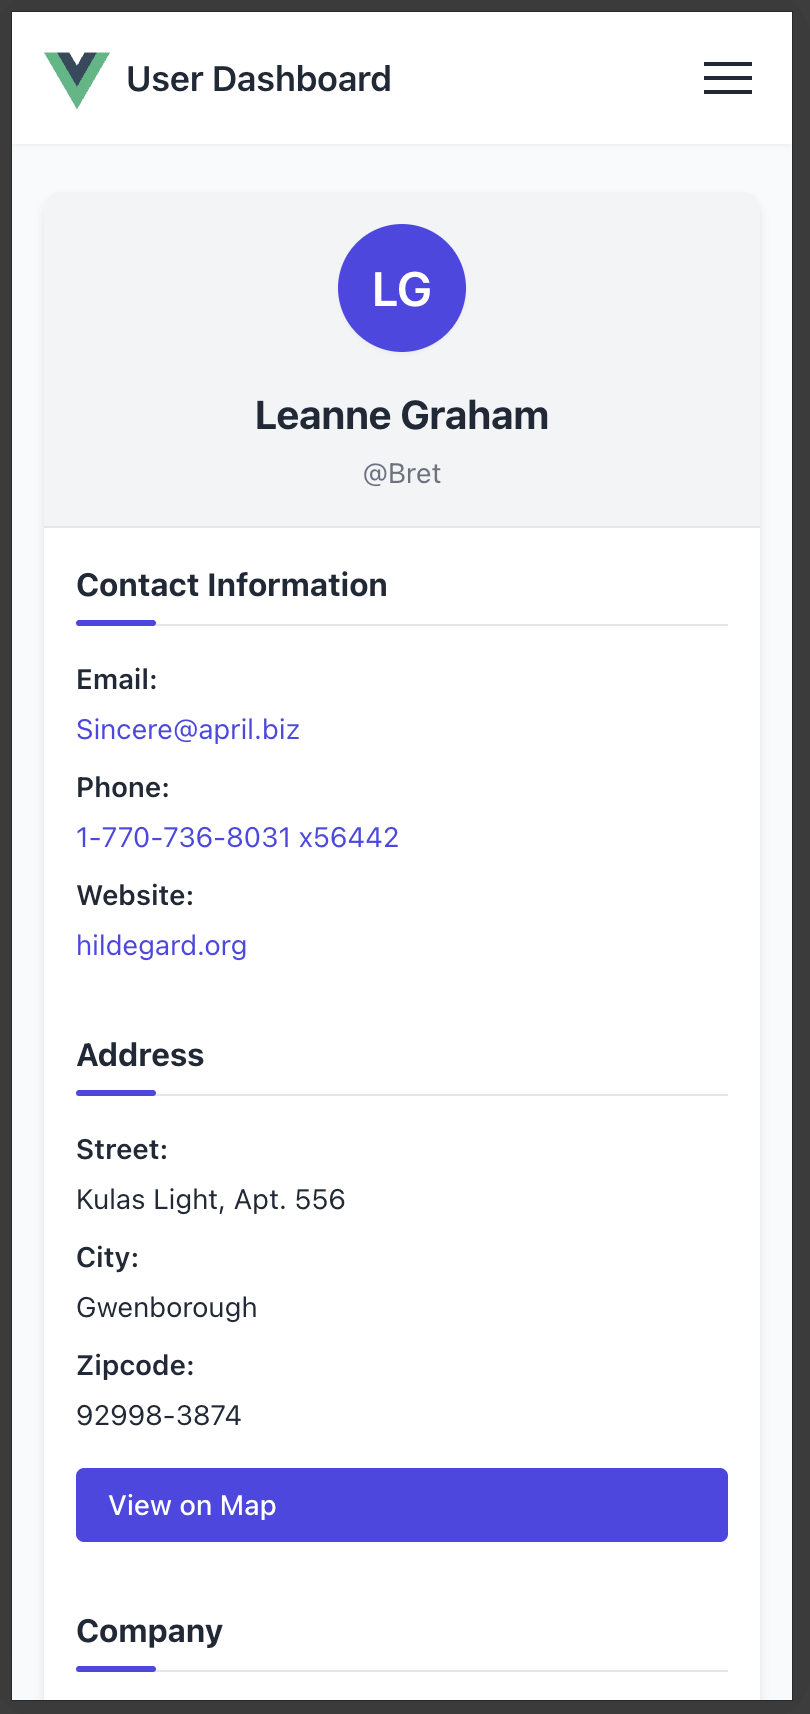 User Dashboard
LG
Leanne Graham
@Bret
Contact Information
Email:
Sincere@april.biz
Phone:
1-770-736-8031 x56442
Website:
hildegard.org
Address
Street:
Kulas Light, Apt. 556
City:
Gwenborough
Zipcode:
92998-3874
View on Map
Company